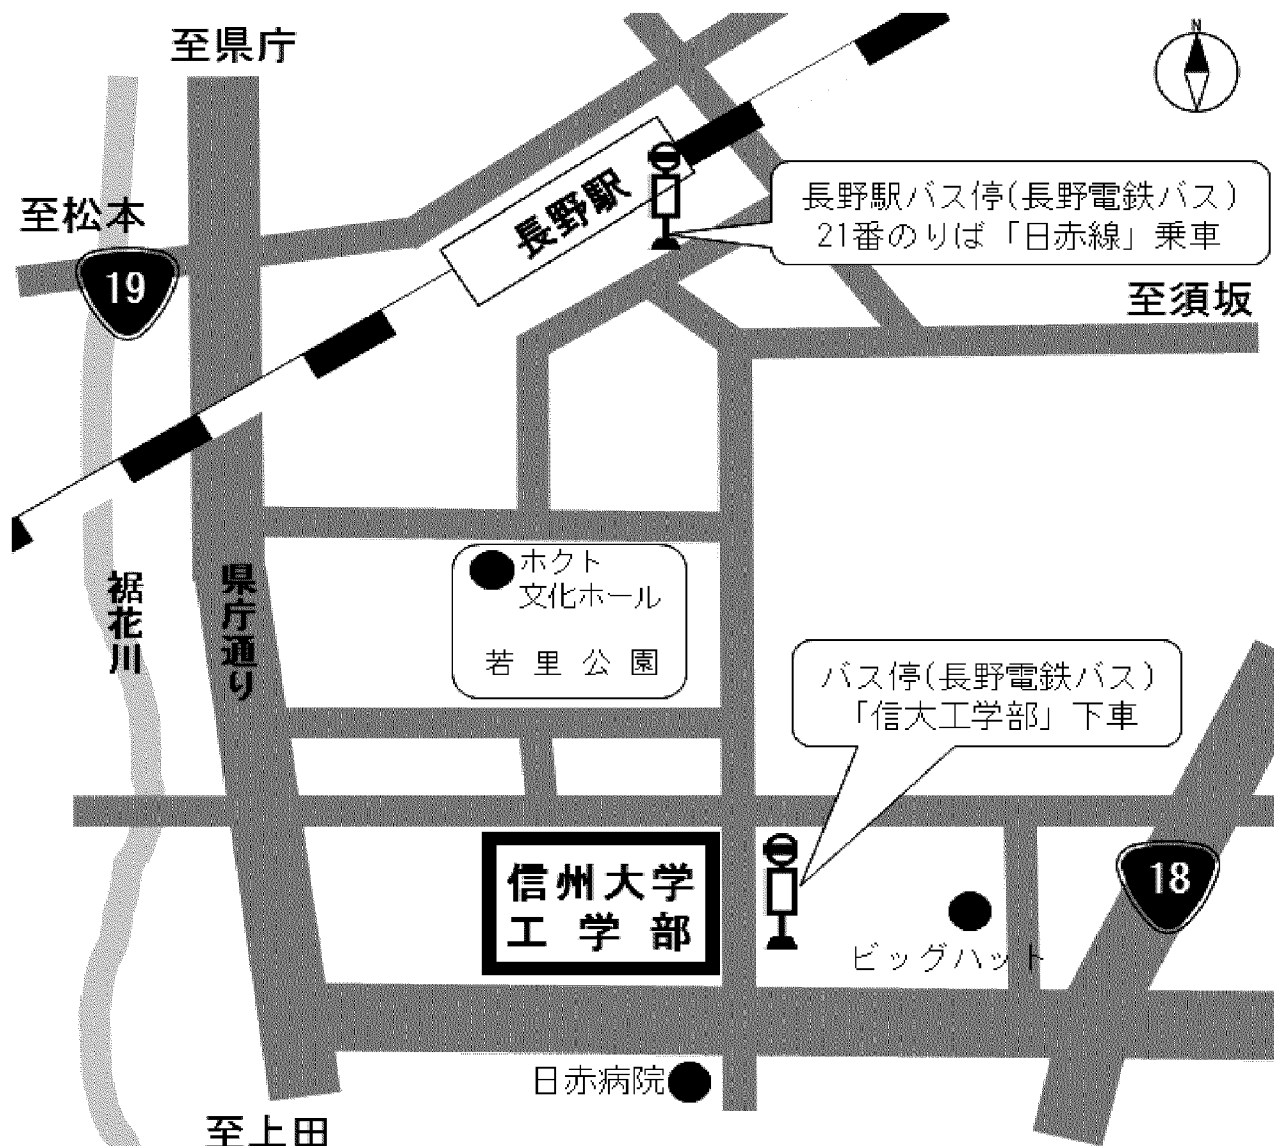 至県庁
N
長野駅
長野駅バス停(長野電鉄バス)
21番のりば「日赤線」乗車
至松本
19
至須坂
ホクト
文化ホール
若里公園
裾花川
県庁通り
バス停(長野電鉄バス)
「信大工学部」下車
信州大学
工学部
18
ビッグハット
日赤病院
至上田